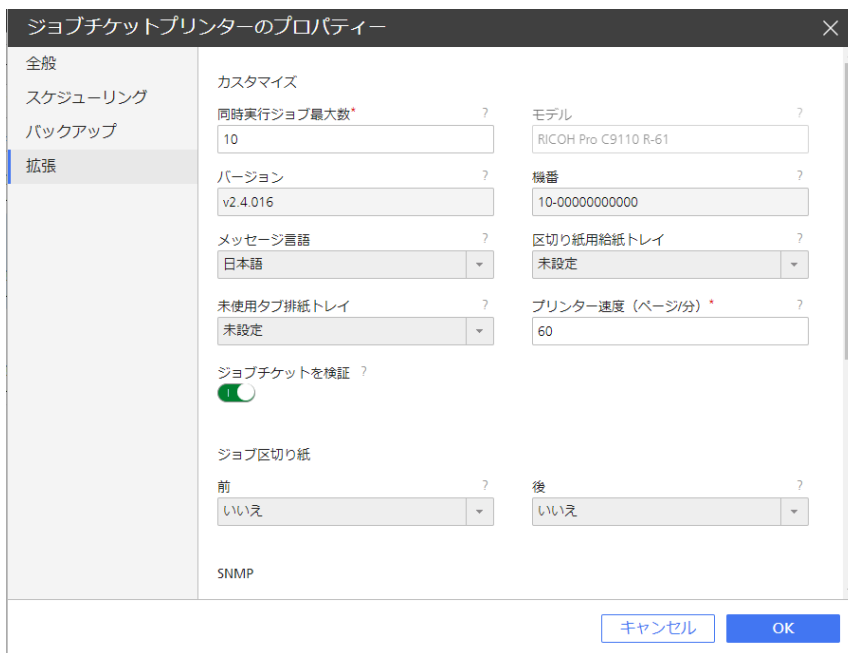 ジョブチケットプリンターのプロパティー
全般
スケジューリング
バックアップ
拡張
カスタマイズ
同時実行ジョブ最大数* ?
10
モデル ?
RICOH Pro C9110 R-61
バージョン ?
v2.4.016
機番 ?
10-00000000000
メッセージ言語 ?
日本語
区切り紙用給紙トレイ ?
未設定
未使用タブ排紙トレイ ?
未設定
プリンター速度（ページ/分）* ?
60
ジョブチケットを検証 ?
ジョブ区切り紙
前 ?
いいえ
後 ?
いいえ
SNMP
キャンセル
OK